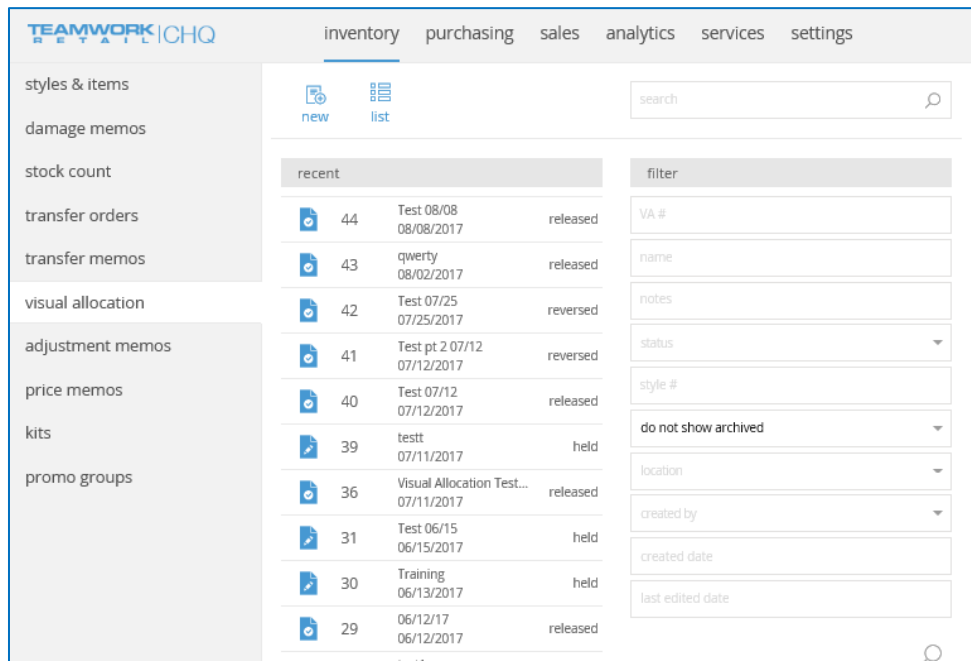 TEAMWORK | CHQ
RETAIL
inventory purchasing sales analytics services settings
styles & items
damage memos
stock count
transfer orders
transfer memos
visual allocation
adjustment memos
price memos
kits
promo groups
new list
search
recent
44 Test 08/08 released
08/08/2017
43 qwerty released
08/02/2017
42 Test 07/25 reversed
07/25/2017
41 Test pt 2 07/12 reversed
07/12/2017
40 Test 07/12 released
07/12/2017
39 testt held
07/11/2017
36 Visual Allocation Test... released
07/11/2017
31 Test 06/15 held
06/15/2017
30 Training held
06/13/2017
29 06/12/17 released
06/12/2017
filter
VA #
name
notes
status
style #
do not show archived
location
created by
created date
last edited date